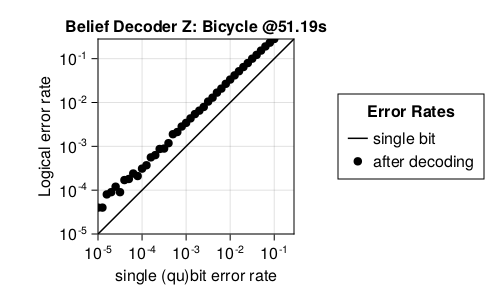 Belief Decoder Z: Bicycle @51.19s
Logical error rate
10⁻¹
10⁻²
10⁻³
10⁻⁴
10⁻⁵
10⁻⁵ 10⁻⁴ 10⁻³ 10⁻² 10⁻¹
single (qu)bit error rate
Error Rates
single bit
after decoding